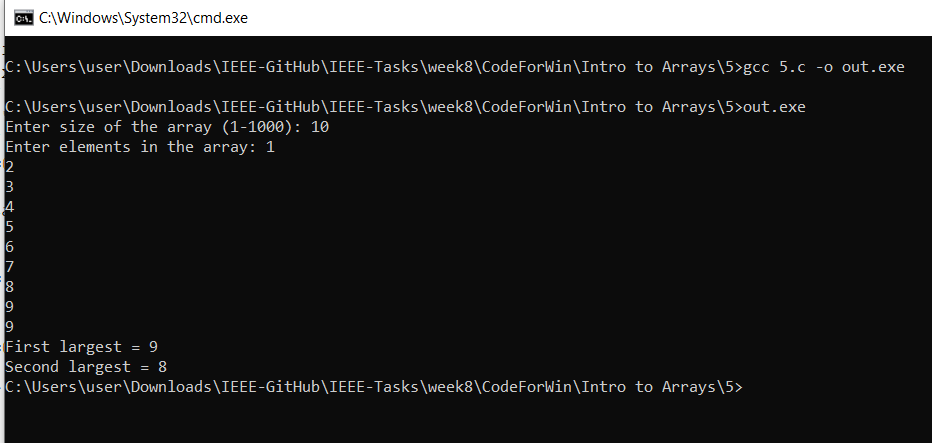 C:\Windows\System32\cmd.exe
C:\Users\user\Downloads\IEEE-GitHub\IEEE-Tasks\week8\CodeForWin\Intro to Arrays\5>gcc 5.c -o out.exe
C:\Users\user\Downloads\IEEE-GitHub\IEEE-Tasks\week8\CodeForWin\Intro to Arrays\5>out.exe
Enter size of the array (1-1000): 10
Enter elements in the array: 1
2
3
4
5
6
7
8
9
9
First largest = 9
Second largest = 8
C:\Users\user\Downloads\IEEE-GitHub\IEEE-Tasks\week8\CodeForWin\Intro to Arrays\5>